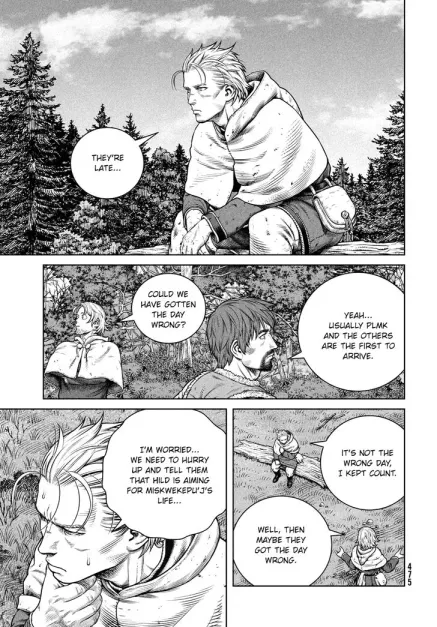 THEY'RE
LATE...
YEAH...
USUALLY PLMK
AND THE OTHERS
ARE THE FIRST TO
ARRIVE.
COULD WE
HAVE GOTTEN
THE DAY
WRONG?
IT'S NOT
THE WRONG DAY,
I KEPT COUNT.
WELL, THEN
MAYBE THEY
GOT THE DAY
WRONG.
I'M WORRIED...
WE NEED TO HURRY
UP AND TELL THEM
THAT HILD IS AIMING
FOR MISKWEKEPU'J'S
LIFE...
475